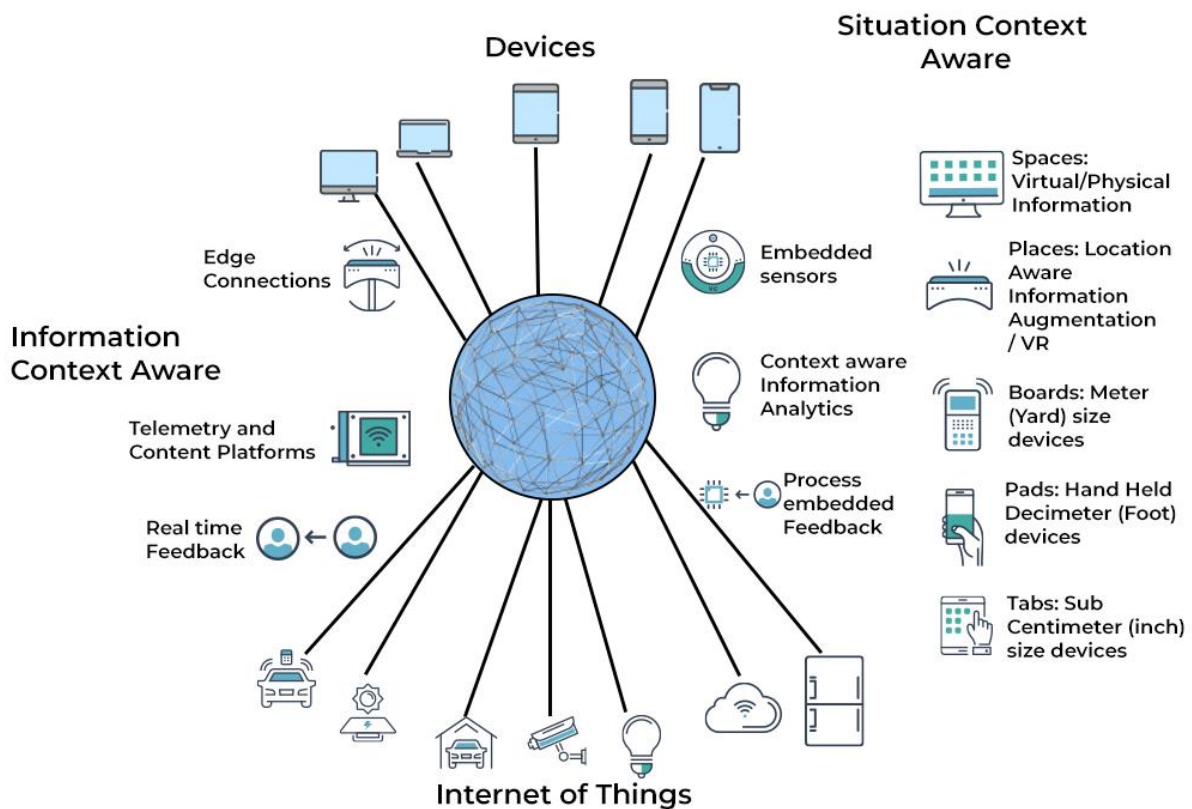 Devices
Situation Context
Aware
Spaces:
Virtual/Physical
Information
Edge
Connections
Embedded
sensors
Places: Location
Aware
Information
Augmentation
/ VR
Information
Context Aware
Context aware
Information
Analytics
Boards: Meter
(Yard) size
devices
Telemetry and
Content Platforms
Process
embedded
Feedback
Pads: Hand Held
Decimeter (Foot)
devices
Real time
Feedback
Tabs: Sub
Centimeter (inch)
size devices
Internet of Things